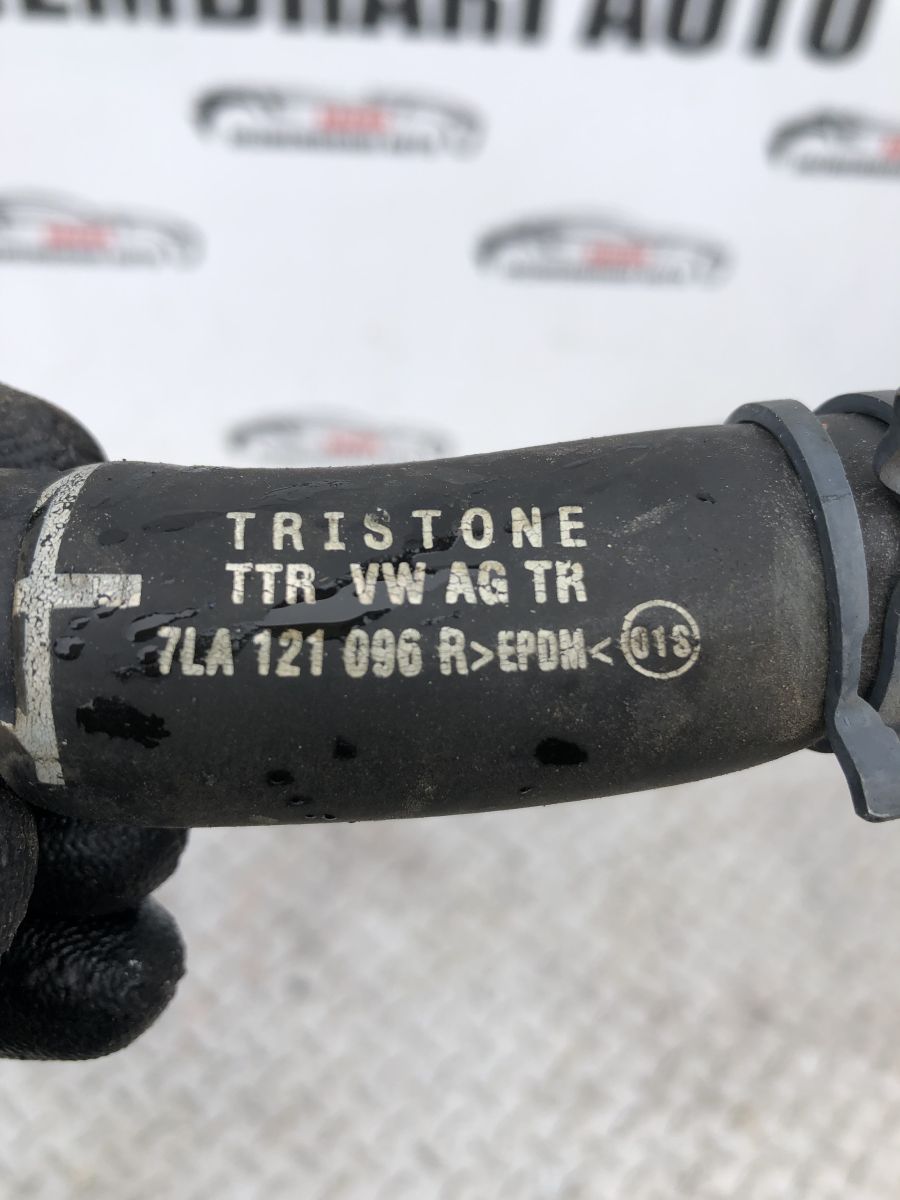 TRISTONE
TTR VW AG TR
7LA 121 096 R >EPDM< 01S